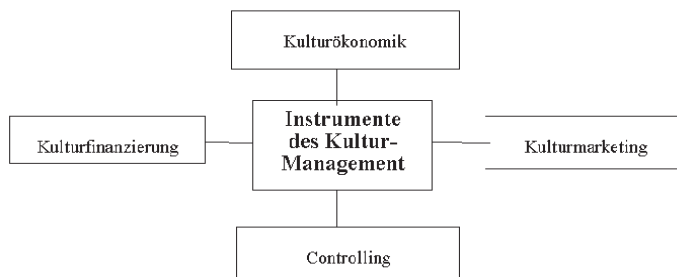 Kulturökonomik
Instrumente
des Kultur-
Management
Kulturfinanzierung
Kulturmarketing
Controlling